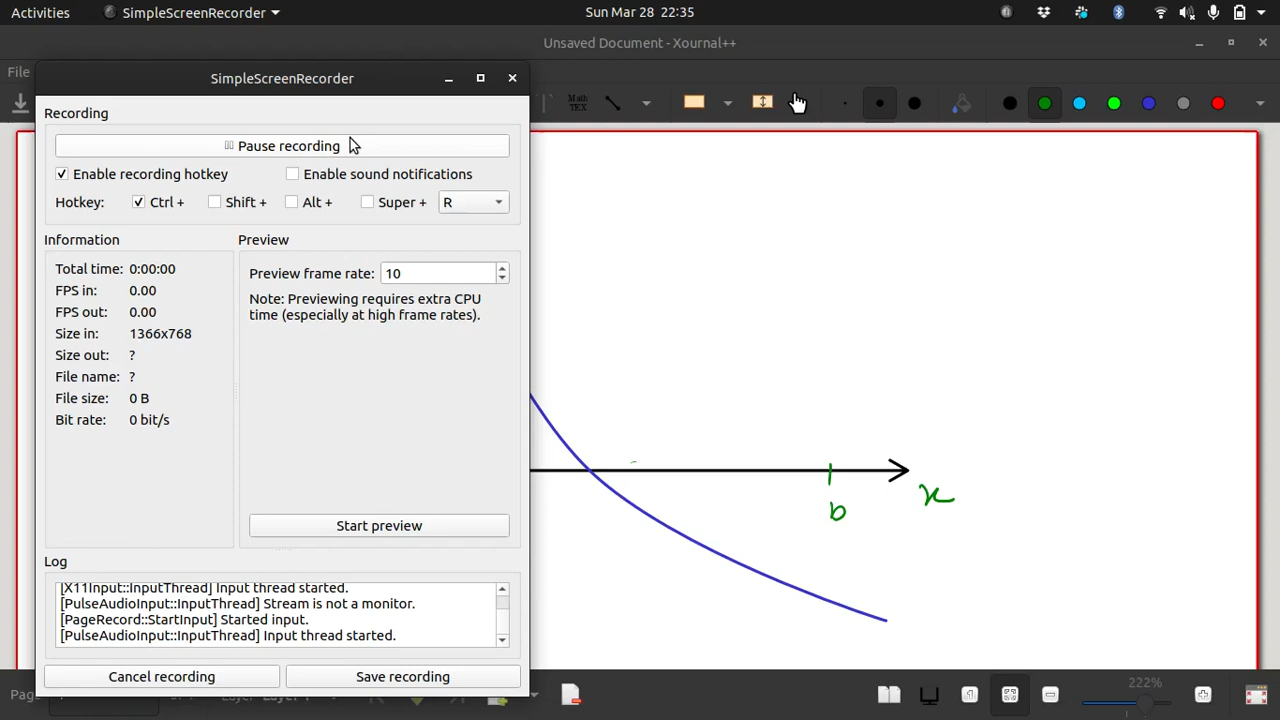 Activities SimpleScreenRecorder Sun Mar 28 22:35
Unsaved Document - Xournal++
File
SimpleScreenRecorder
Math TEX
Recording
Pause recording
Enable recording hotkey Enable sound notifications
Hotkey: Ctrl + Shift + Alt + Super + R
Information Preview
Total time: 0:00:00
FPS in: 0.00
FPS out: 0.00
Size in: 1366x768
Size out: ?
File name: ?
File size: 0 B
Bit rate: 0 bit/s
Preview frame rate: 10
Note: Previewing requires extra CPU
time (especially at high frame rates).
Start preview
x
b
Log
[X11Input::InputThread] Input thread started.
[PulseAudioInput::InputThread] Stream is not a monitor.
[PageRecord::StartInput] Started input.
[PulseAudioInput::InputThread] Input thread started.
Cancel recording Save recording
Page
222%